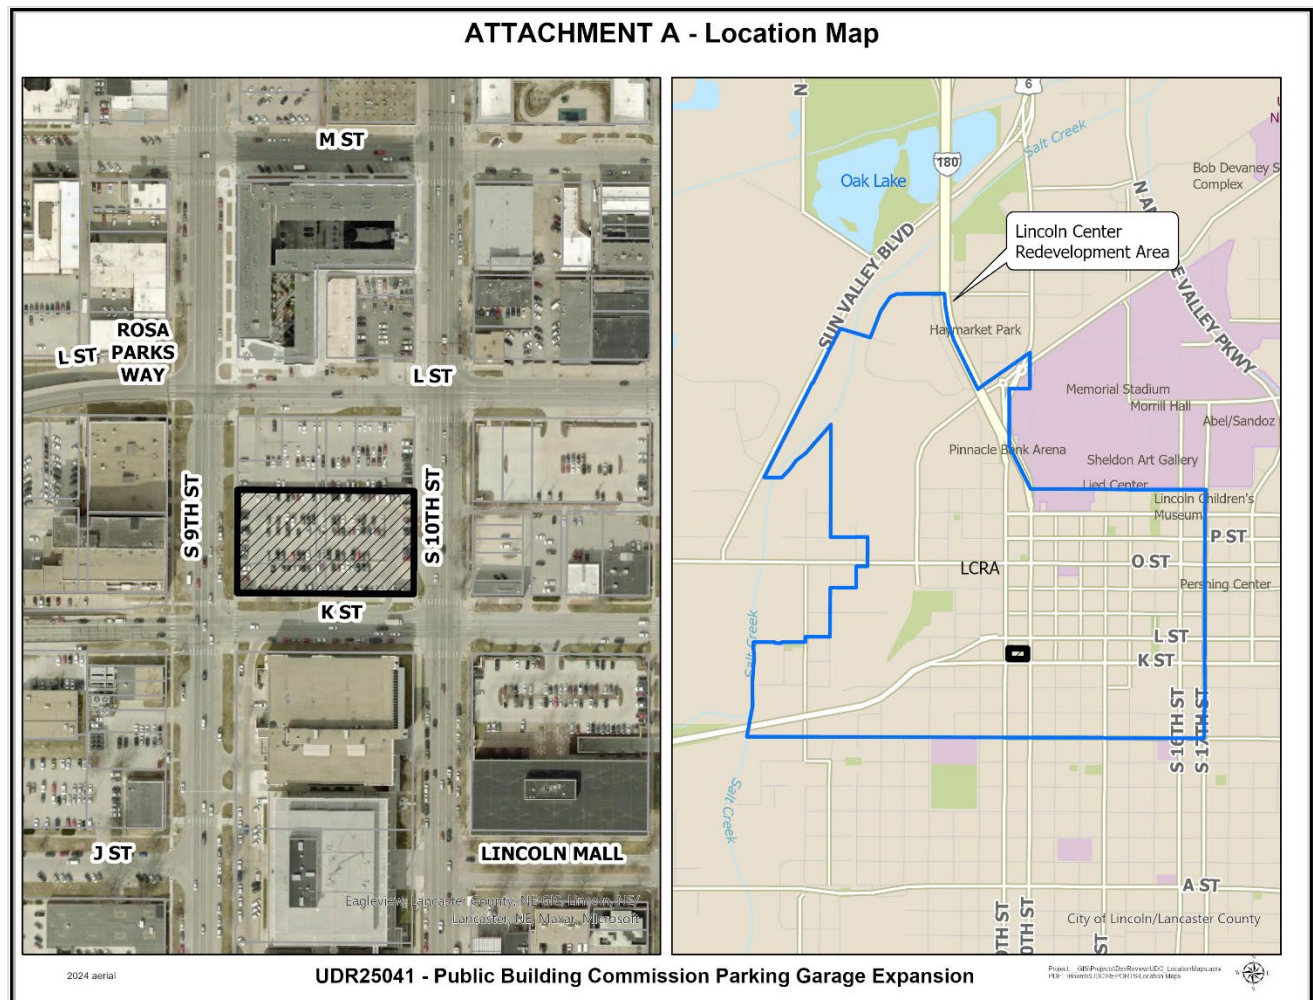 ATTACHMENT A - Location Map
M ST
ROSA
PARKS
WAY
L ST
L ST
S 9TH ST
S 10TH ST
K ST
J ST
LINCOLN MALL
Eagleview, Lancaster County, NE GIS, Lincoln, NE/
Lancaster, NE, Maxar, Microsoft
N
6
180
Salt Creek
Oak Lake
Bob Devaney S
Complex
SUN VALLEY BLVD
Lincoln Center
Redevelopment Area
E VALLEY PKWY
Haymarket Park
Memorial Stadium
Morrill Hall
Abel/Sandoz
Pinnacle Bank Arena
Sheldon Art Gallery
Lied Center
Lincoln Children's
Museum
P ST
O ST
LCRA
Pershing Center
L ST
K ST
Salt Creek
S 16TH ST
S 17TH ST
Salt Creek
A ST
0TH ST
ST
City of Lincoln/Lancaster County
2024 aerial
UDR25041 - Public Building Commission Parking Garage Expansion